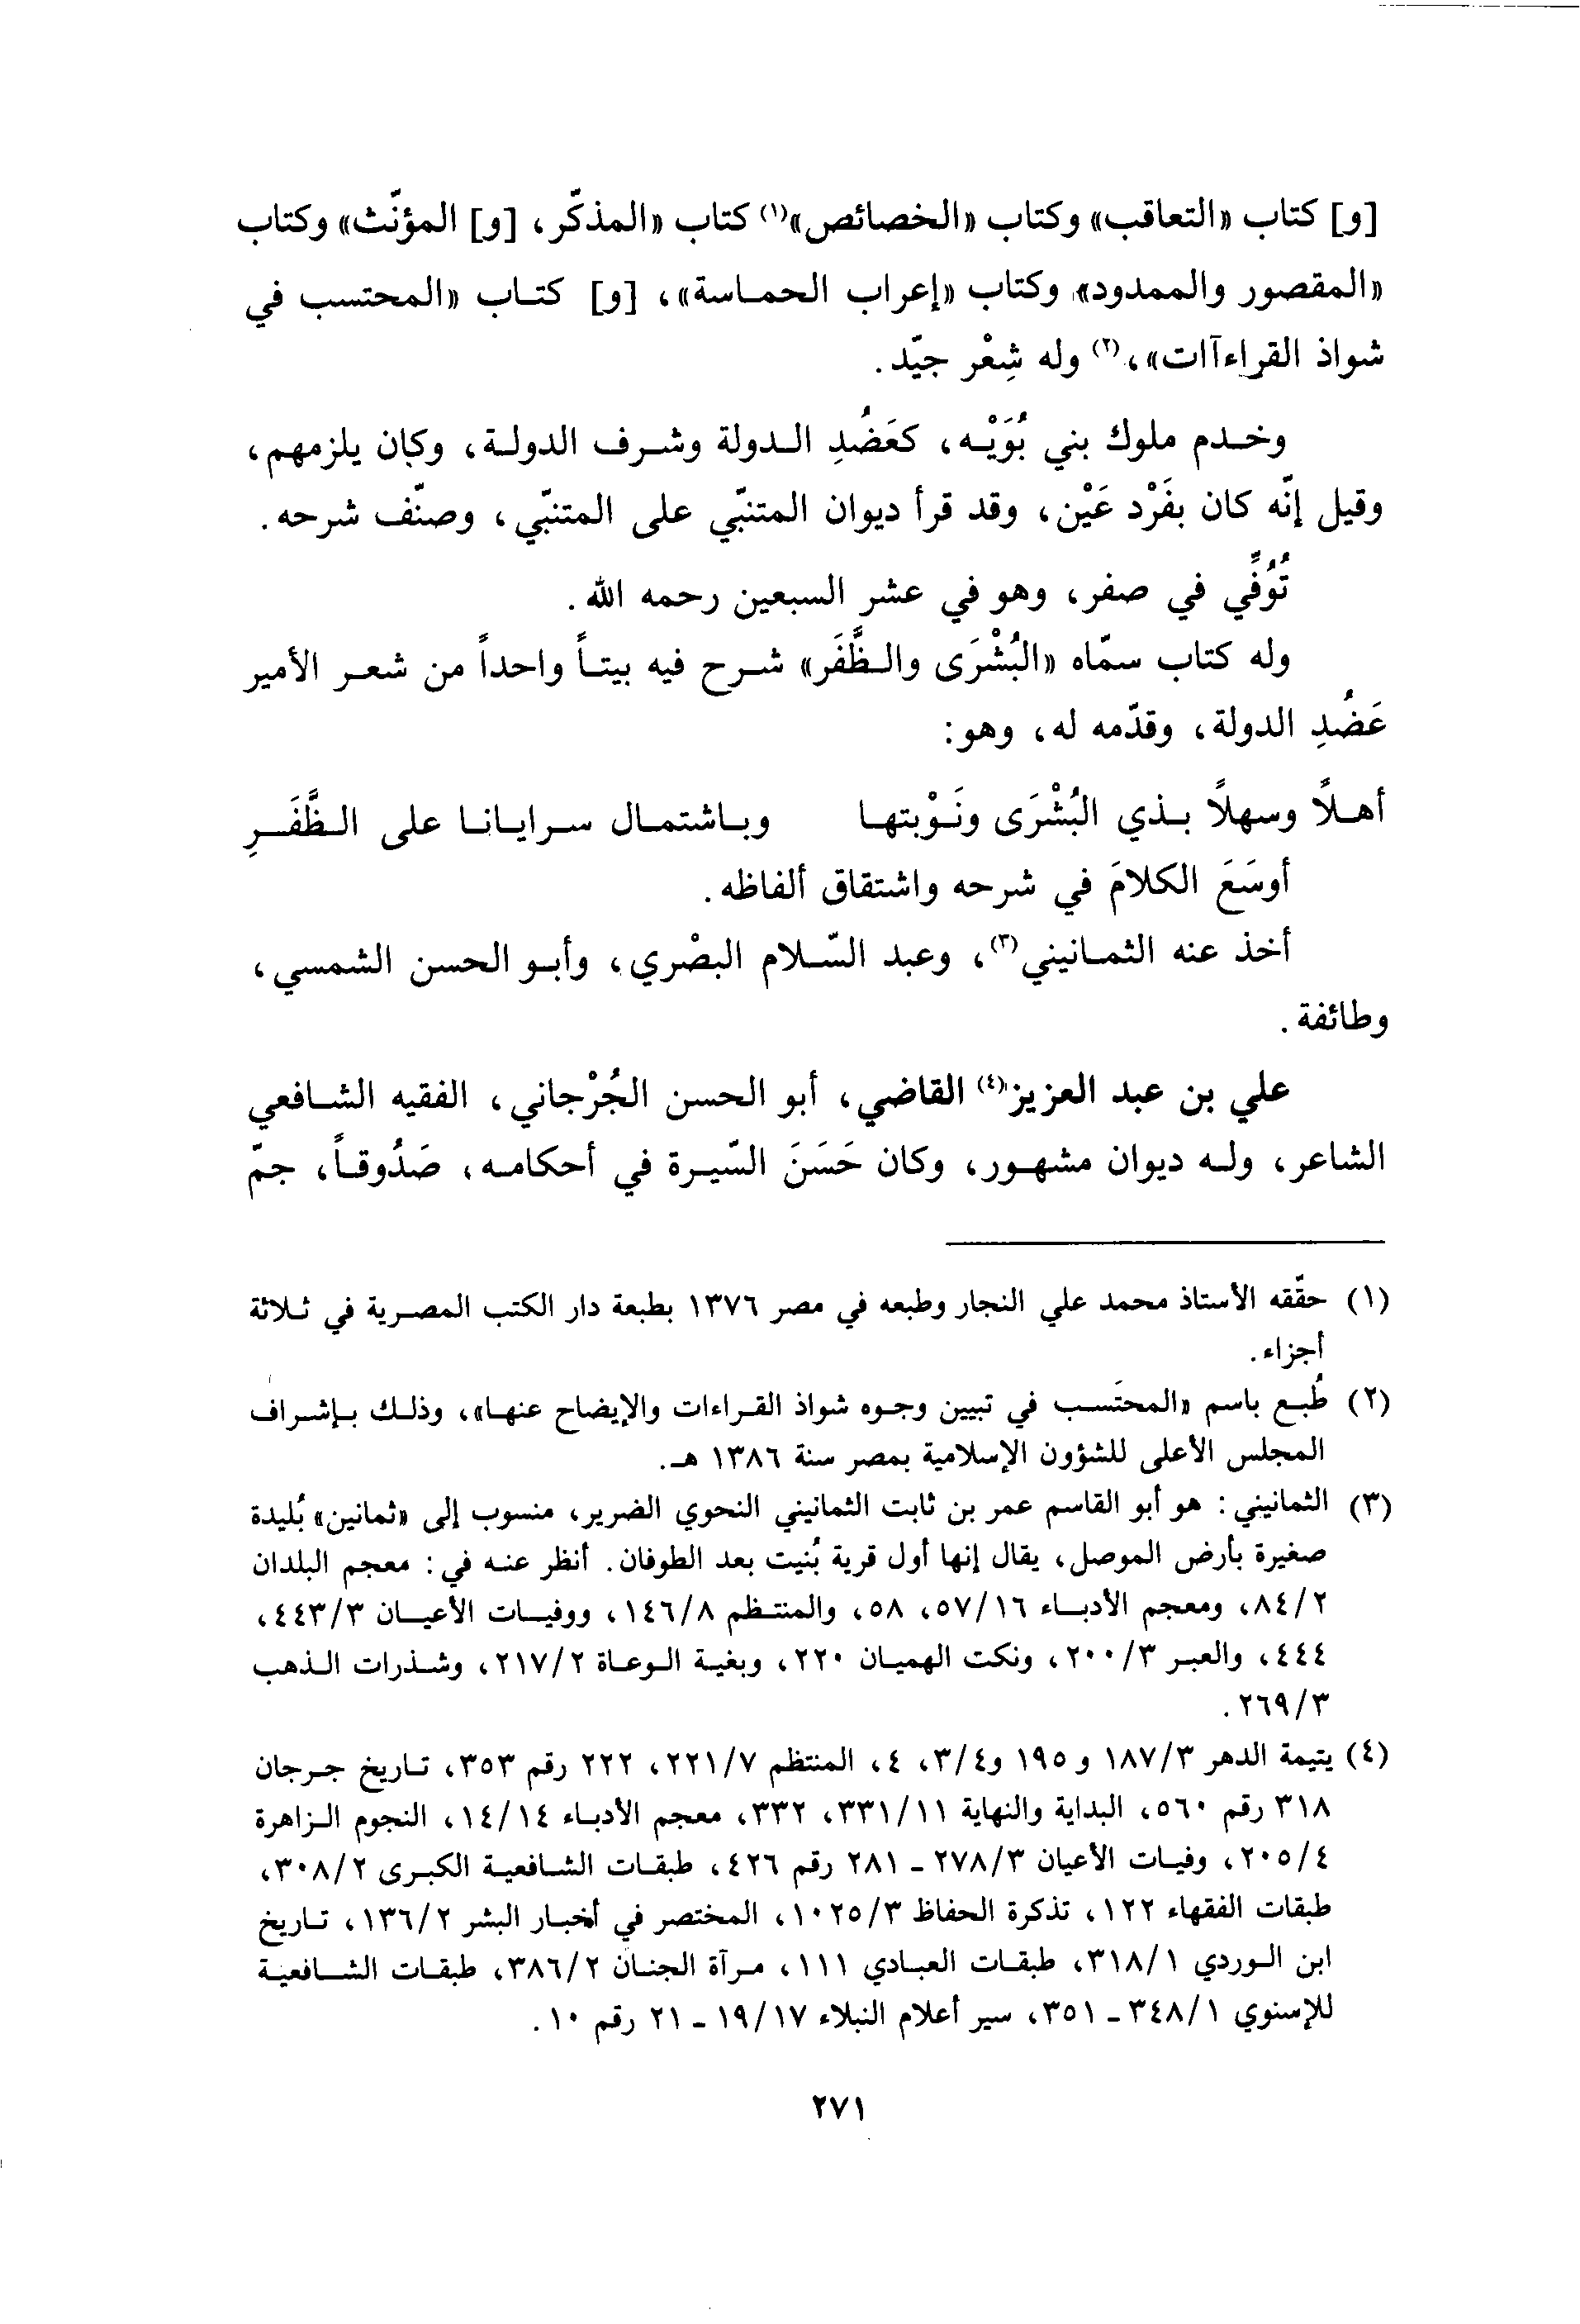 [و] كتاب «التعاقب» وكتاب «الخصائص»(١) كتاب «المذكّر، [و] المؤنّث» وكتاب
«المقصور والممدود» وكتاب «إعراب الحماسة»، [و] كتاب «المحتسب في
شواذ القراءآات»،(٢) وله شِعْر جيّد.
وخدم ملوك بني بُوَيْه، كعَضُدِ الدولة وشرف الدولة، وكان يلزمهم،
وقيل إنّه كان بفَرْد عَيْن، وقد قرأ ديوان المتنبّي على المتنبّي، وصنّف شرحه.
تُوُفِّي في صفر، وهو في عشر السبعين رحمه الله.
وله كتاب سمّاه «البُشْرَى والظَّفَر» شرح فيه بيتاً واحداً من شعر الأمير
عَضُدِ الدولة، وقدّمه له، وهو:
أهلاً وسهلاً بذي البُشْرَى ونَوْبتها وباشتمال سرايانا على الظَّفَرِ
أوسَعَ الكلامَ في شرحه واشتقاق ألفاظه.
أخذ عنه الثمانيني(٣)، وعبد السّلام البصْري، وأبو الحسن الشمسي،
وطائفة.
علي بن عبد العزيز(٤) القاضي، أبو الحسن الجُرْجاني، الفقيه الشافعي
الشاعر، وله ديوان مشهور، وكان حَسَنَ السّيرة في أحكامه، صَدُوقاً، جمّ
(١) حقّقه الأستاذ محمد علي النجار وطبعه في مصر ١٣٧٦ بطبعة دار الكتب المصرية في ثلاثة
أجزاء.
(٢) طُبع باسم «المحتَسب في تبيين وجوه شواذ القراءات والإيضاح عنها»، وذلك بإشراف
المجلس الأعلى للشؤون الإسلامية بمصر سنة ١٣٨٦ هـ.
(٣) الثمانيني: هو أبو القاسم عمر بن ثابت الثمانيني النحوي الضرير، منسوب إلى «ثمانين» بُليدة
صغيرة بأرض الموصل، يقال إنها أول قرية بُنيت بعد الطوفان. أنظر عنه في: معجم البلدان
٨٤/٢، ومعجم الأدباء ٥٧/١٦، ٥٨، والمنتظم ١٤٦/٨، ووفيات الأعيان ٤٤٣/٣،
٤٤٤، والعبر ٢٠٠/٣، ونكت الهميان ٢٢٠، وبغية الوعاة ٢١٧/٢، وشذرات الذهب
٢٦٩/٣.
(٤) يتيمة الدهر ١٨٧/٣ و ١٩٥ و٣/٤، ٤، المنتظم ٢٢١/٧، ٢٢٢ رقم ٣٥٣، تاريخ جرجان
٣١٨ رقم ٥٦٠، البداية والنهاية ٣٣١/١١، ٣٣٢، معجم الأدباء ١٤/١٤، النجوم الزاهرة
٢٠٥/٤، وفيات الأعيان ٢٧٨/٣ ـ ٢٨١ رقم ٤٢٦، طبقات الشافعية الكبرى ٣٠٨/٢،
طبقات الفقهاء ١٢٢، تذكرة الحفاظ ١٠٢٥/٣، المختصر في أخبار البشر ١٣٦/٢، تاريخ
ابن الوردي ٣١٨/١، طبقات العبادي ١١١، مرآة الجنان ٣٨٦/٢، طبقات الشافعية
للإسنوي ٣٤٨/١ ـ ٣٥١، سير أعلام النبلاء ١٩/١٧ ـ ٢١ رقم ١٠.
٢٧١